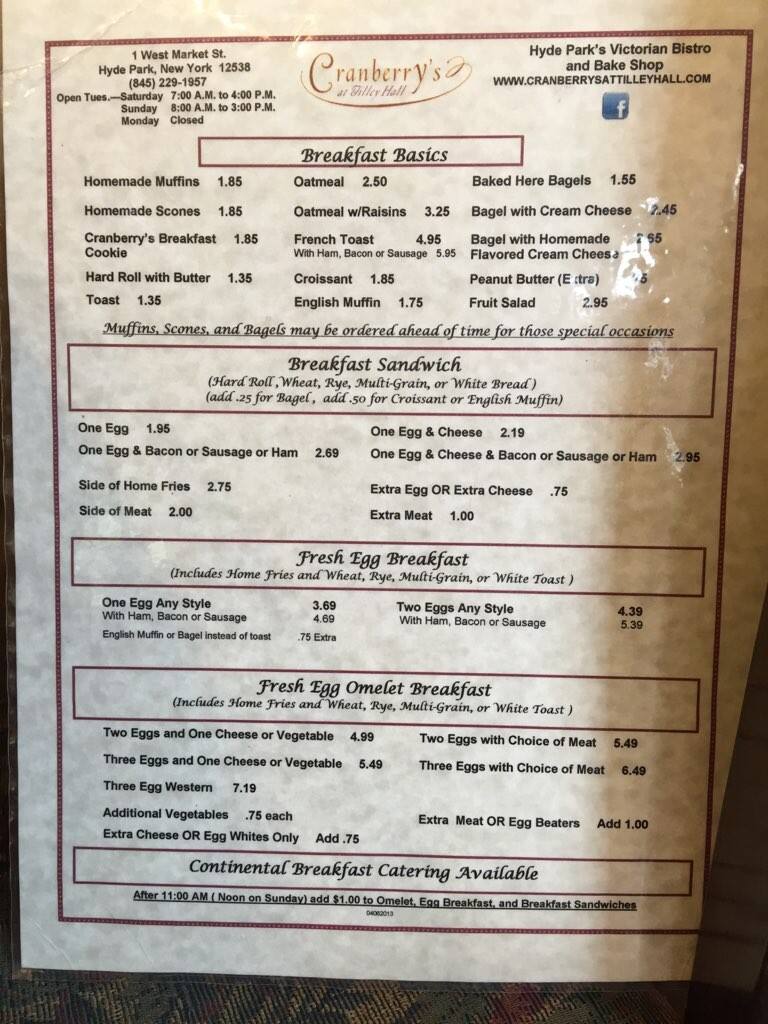 1 West Market St.
Hyde Park, New York 12538
(845) 229-1957
Open Tues.—Saturday 7:00 A.M. to 4:00 P.M.
Sunday 8:00 A.M. to 3:00 P.M.
Monday Closed
Cranberry's
at Tilley Hall
Hyde Park's Victorian Bistro
and Bake Shop
WWW.CRANBERRYSATTILLEYHALL.COM
f
Breakfast Basics
Homemade Muffins 1.85 Oatmeal 2.50 Baked Here Bagels 1.55
Homemade Scones 1.85 Oatmeal w/Raisins 3.25 Bagel with Cream Cheese 2.45
Cranberry's Breakfast 1.85 French Toast 4.95 Bagel with Homemade 2.65
Cookie With Ham, Bacon or Sausage 5.95 Flavored Cream Cheese
Hard Roll with Butter 1.35 Croissant 1.85 Peanut Butter (Extra)
Toast 1.35 English Muffin 1.75 Fruit Salad 2.95
Muffins, Scones, and Bagels may be ordered ahead of time for those special occasions
Breakfast Sandwich
(Hard Roll, Wheat, Rye, Multi-Grain, or White Bread)
(add .25 for Bagel, add .50 for Croissant or English Muffin)
One Egg 1.95 One Egg & Cheese 2.19
One Egg & Bacon or Sausage or Ham 2.69 One Egg & Cheese & Bacon or Sausage or Ham 2.95
Side of Home Fries 2.75 Extra Egg OR Extra Cheese .75
Side of Meat 2.00 Extra Meat 1.00
Fresh Egg Breakfast
(Includes Home Fries and Wheat, Rye, Multi-Grain, or White Toast )
One Egg Any Style 3.69 Two Eggs Any Style 4.39
With Ham, Bacon or Sausage 4.69 With Ham, Bacon or Sausage 5.39
English Muffin or Bagel instead of toast .75 Extra
Fresh Egg Omelet Breakfast
(Includes Home Fries and Wheat, Rye, Multi-Grain, or White Toast )
Two Eggs and One Cheese or Vegetable 4.99 Two Eggs with Choice of Meat 5.49
Three Eggs and One Cheese or Vegetable 5.49 Three Eggs with Choice of Meat 6.49
Three Egg Western 7.19
Additional Vegetables .75 each Extra Meat OR Egg Beaters Add 1.00
Extra Cheese OR Egg Whites Only Add .75
Continental Breakfast Catering Available
After 11:00 AM ( Noon on Sunday) add $1.00 to Omelet, Egg Breakfast, and Breakfast Sandwiches
04082013